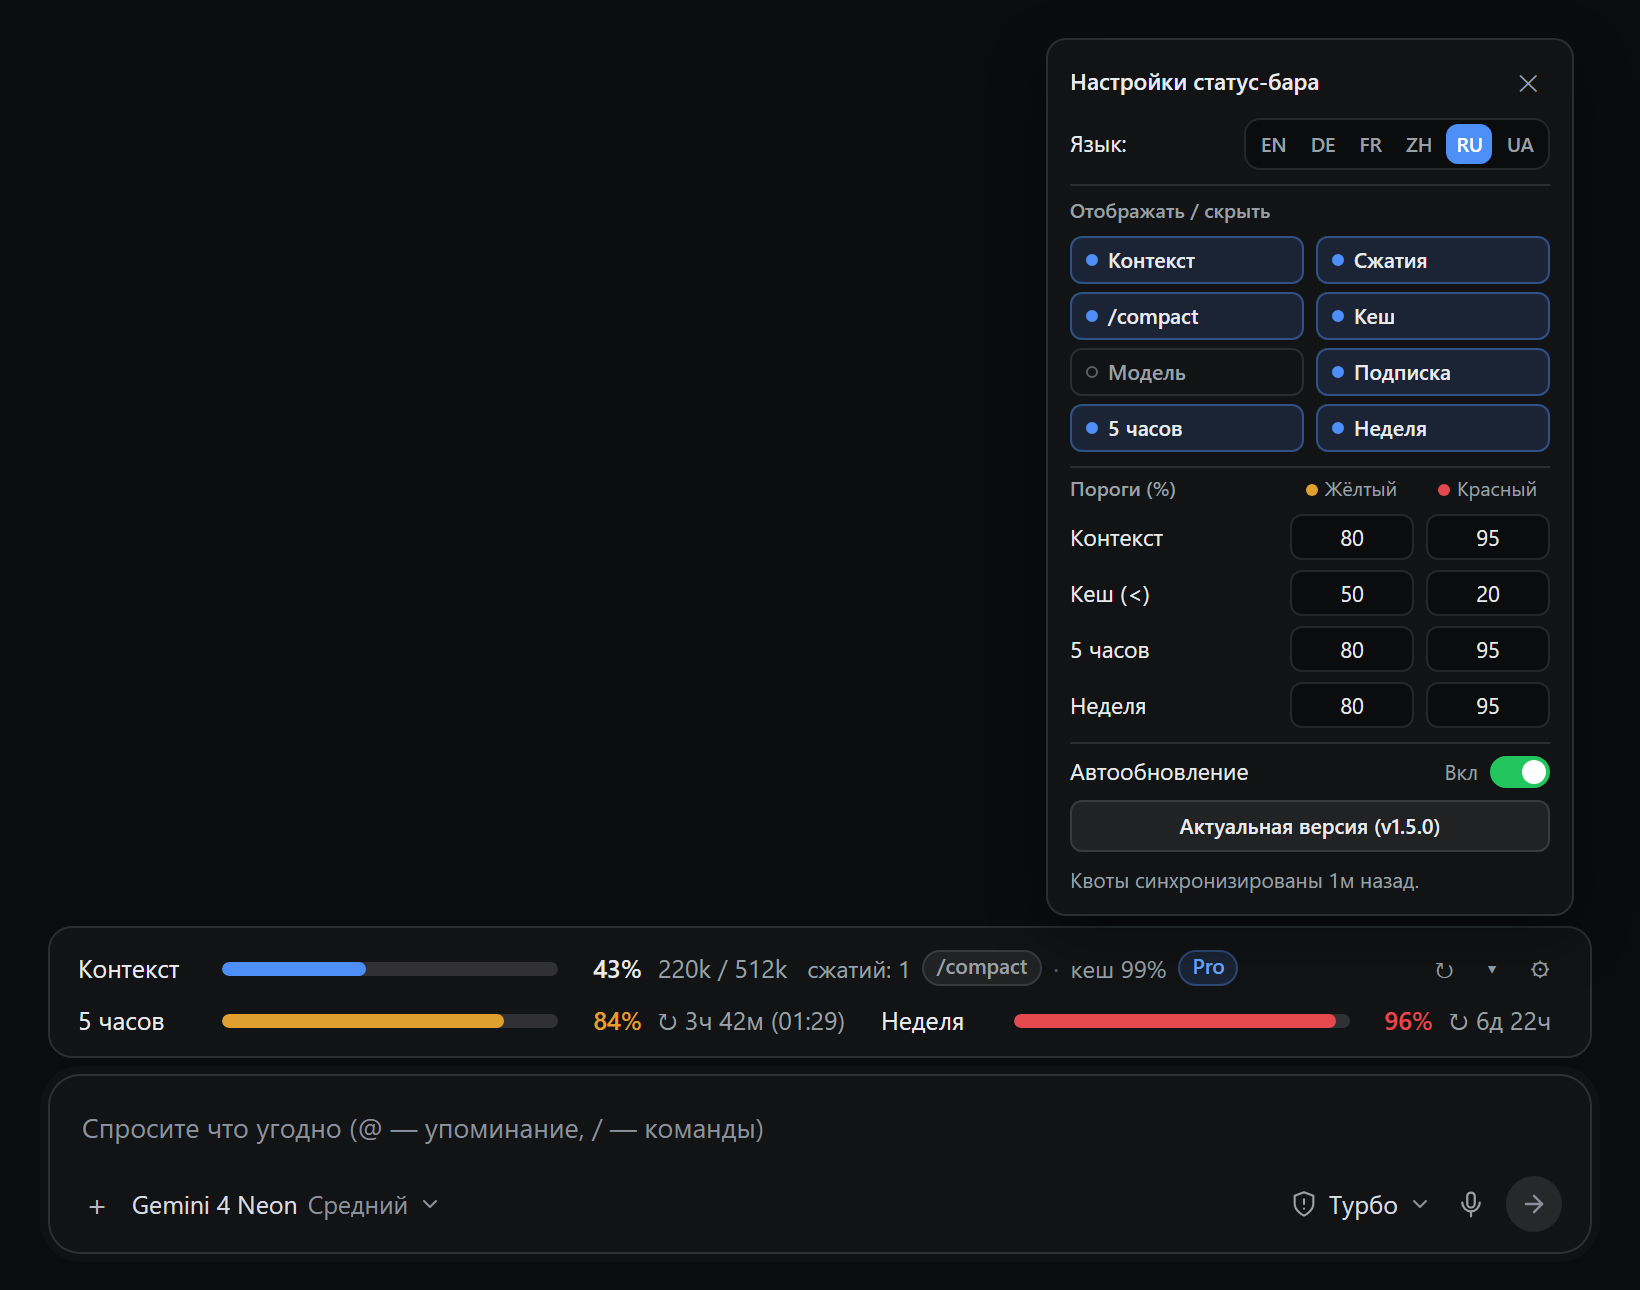 Настройки статус-бара
Язык: EN DE FR ZH RU UA
Отображать / скрыть
Контекст Сжатия
/compact Кеш
Модель Подписка
5 часов Неделя
Пороги (%) Жёлтый Красный
Контекст 80 95
Кеш (<) 50 20
5 часов 80 95
Неделя 80 95
Автообновление Вкл
Актуальная версия (v1.5.0)
Квоты синхронизированы 1м назад.
Контекст 43% 220k / 512k сжатий: 1 /compact · кеш 99% Pro
5 часов 84% ↻ 3ч 42м (01:29) Неделя 96% ↻ 6д 22ч
Спросите что угодно (@ — упоминание, / — команды)
+ Gemini 4 Neon Средний Турбо